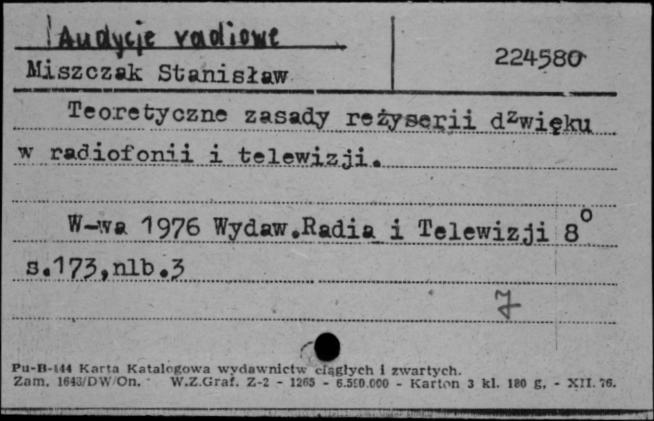 Audycje radiowe
224580
Miszczak Stanisław
Teoretyczne zasady reżyserii dzwięku
w radiofonii i telewizji.
W-wa 1976 Wydaw.Radia i Telewizji 8°
s.173,nlb.3
7
Pu-B-144 Karta Katalogowa wydawnictw ciągłych i zwartych.
Zam. 1643/DW/On. W.Z.Graf. Z-2 - 1265 - 6.500.000 - Karton 3 kl. 180 g. - XII.76.